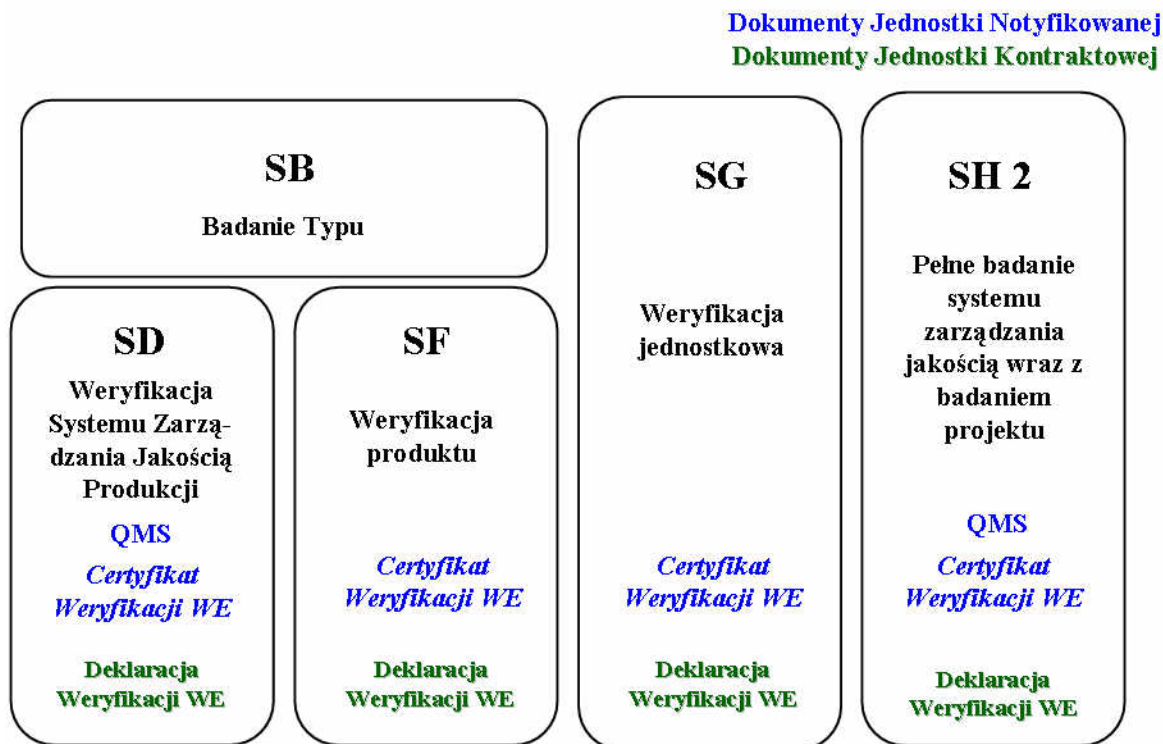 Dokumenty Jednostki Notyfikowanej
Dokumenty Jednostki Kontraktowej
SB
Badanie Typu
SD
Weryfikacja
Systemu Zarzą-
dzania Jakością
Produkcji
QMS
Certyfikat
Weryfikacji WE
Deklaracja
Weryfikacji WE
SF
Weryfikacja
produktu
Certyfikat
Weryfikacji WE
Deklaracja
Weryfikacji WE
SG
Weryfikacja
jednostkowa
Certyfikat
Weryfikacji WE
Deklaracja
Weryfikacji WE
SH 2
Pełne badanie
systemu
zarządzania
jakością wraz z
badaniem
projektu
QMS
Certyfikat
Weryfikacji WE
Deklaracja
Weryfikacji WE